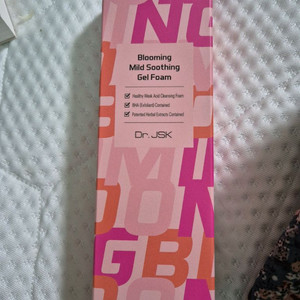 NG
Blooming
Mild Soothing
Gel Foam
Healthy Weak Acid Cleansing Foam
BHA (Exfoliant) Contained
Patented Herbal Extracts Contained
Dr. JSK